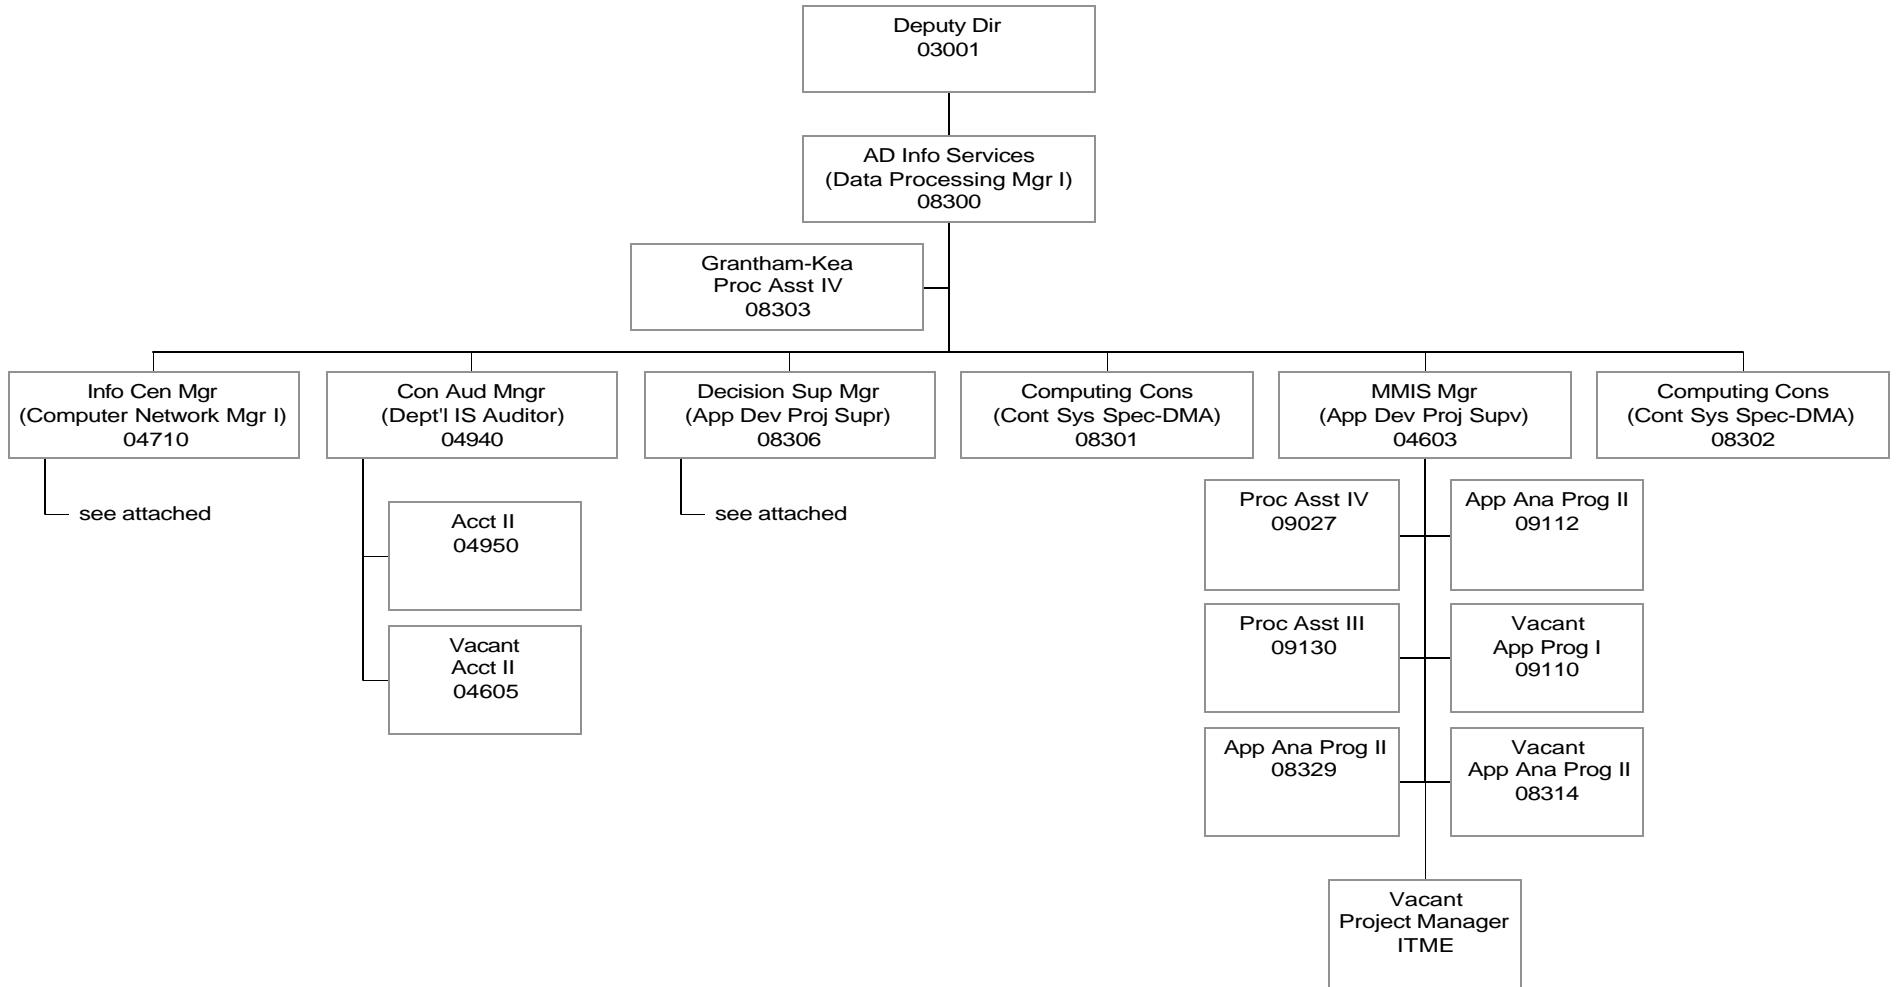 Deputy Dir
03001
AD Info Services
(Data Processing Mgr I)
08300
Grantham-Kea
Proc Asst IV
08303
Info Cen Mgr
(Computer Network Mgr I)
04710
see attached
Con Aud Mngr
(Dept'l IS Auditor)
04940
Acct II
04950
Vacant
Acct II
04605
Decision Sup Mgr
(App Dev Proj Supr)
08306
see attached
Computing Cons
(Cont Sys Spec-DMA)
08301
MMIS Mgr
(App Dev Proj Supv)
04603
Proc Asst IV
09027
App Ana Prog II
09112
Proc Asst III
09130
Vacant
App Prog I
09110
App Ana Prog II
08329
Vacant
App Ana Prog II
08314
Vacant
Project Manager
ITME
Computing Cons
(Cont Sys Spec-DMA)
08302